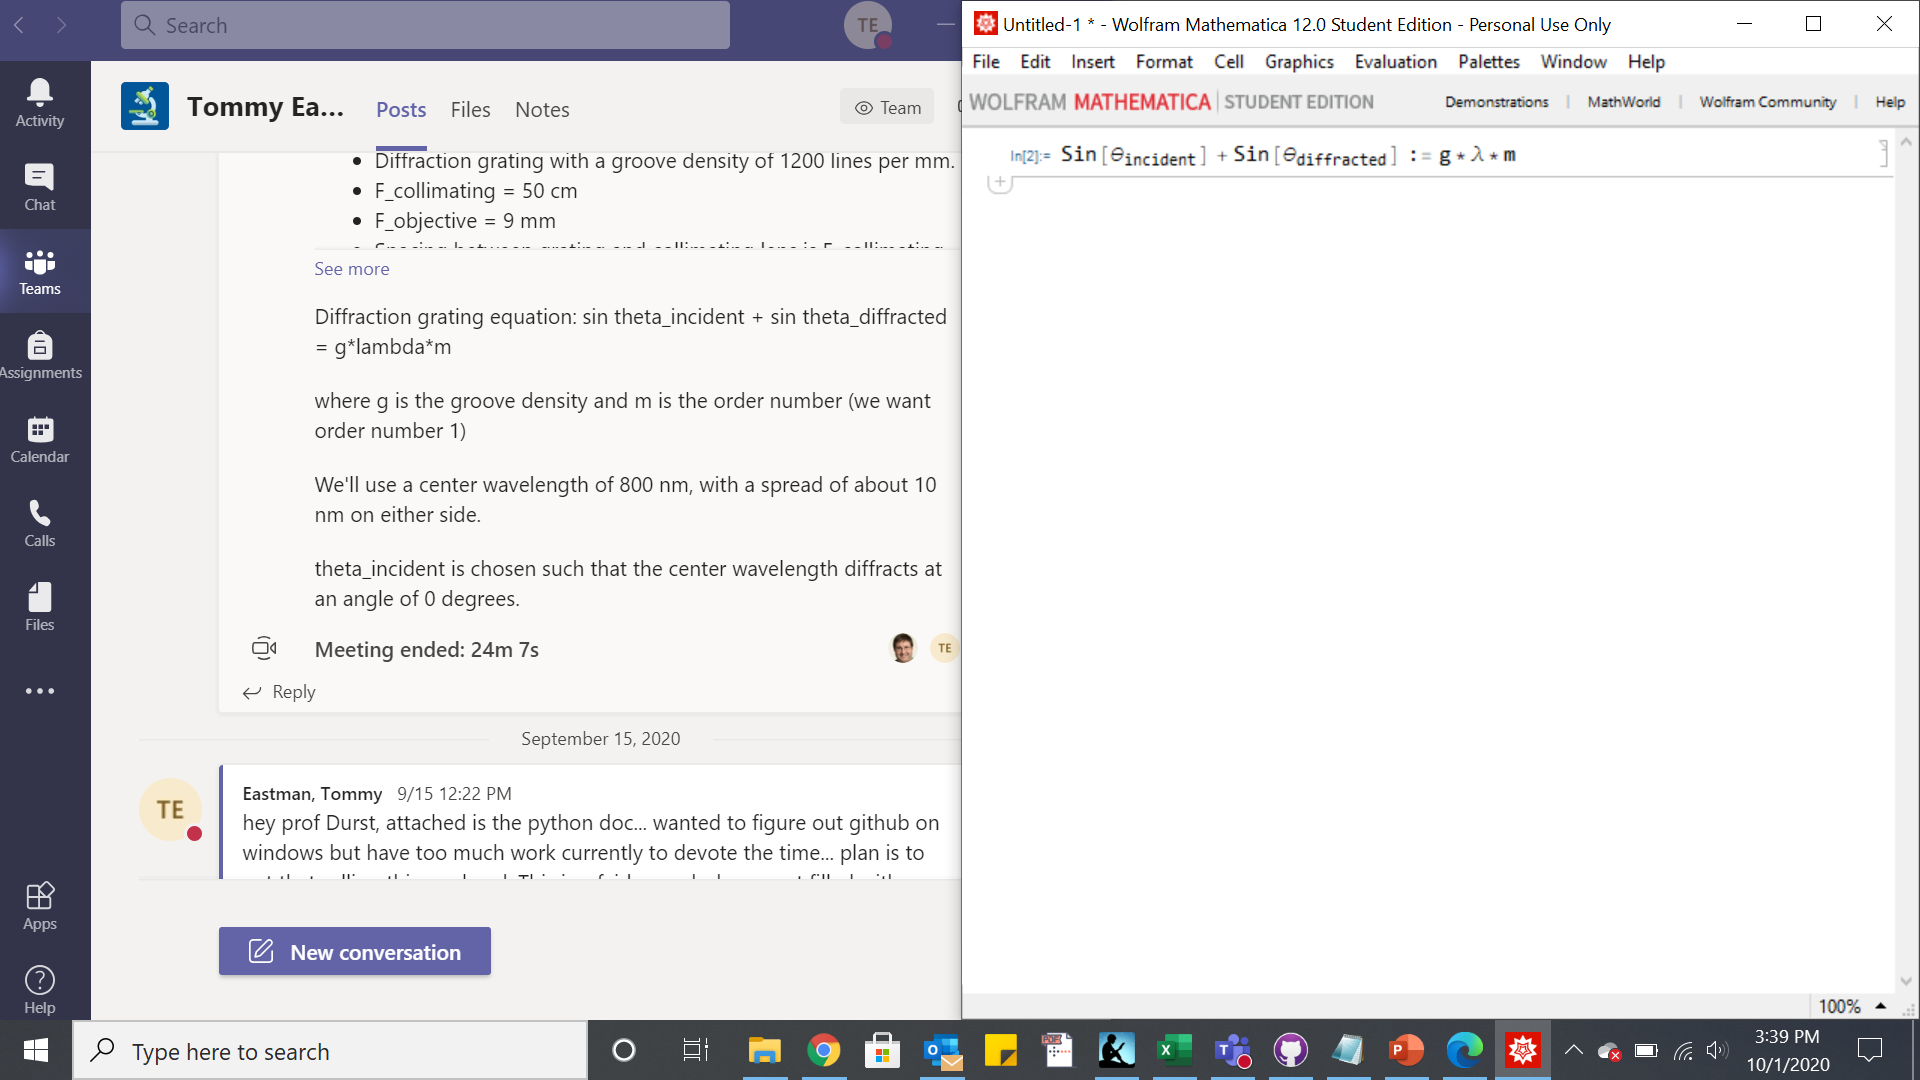 Search
TE
Activity
Chat
Teams
Assignments
Calendar
Calls
Files
Apps
Help
Tommy Ea...
Posts
Files
Notes
Team
Diffraction grating with a groove density of 1200 lines per mm.
F_collimating = 50 cm
F_objective = 9 mm
Spacing between grating and collimating lens is F_collimating
See more
Diffraction grating equation: sin theta_incident + sin theta_diffracted
= g*lambda*m
where g is the groove density and m is the order number (we want
order number 1)
We'll use a center wavelength of 800 nm, with a spread of about 10
nm on either side.
theta_incident is chosen such that the center wavelength diffracts at
an angle of 0 degrees.
Meeting ended: 24m 7s
TE
Reply
September 15, 2020
TE
Eastman, Tommy 9/15 12:22 PM
hey prof Durst, attached is the python doc... wanted to figure out github on
windows but have too much work currently to devote the time... plan is to
New conversation
Untitled-1 * - Wolfram Mathematica 12.0 Student Edition - Personal Use Only
File Edit Insert Format Cell Graphics Evaluation Palettes Window Help
WOLFRAM MATHEMATICA STUDENT EDITION
Demonstrations | MathWorld | Wolfram Community | Help
In[2]:= Sin[θincident] + Sin[θdiffracted] := g * λ * m
100%
Type here to search
3:39 PM
10/1/2020